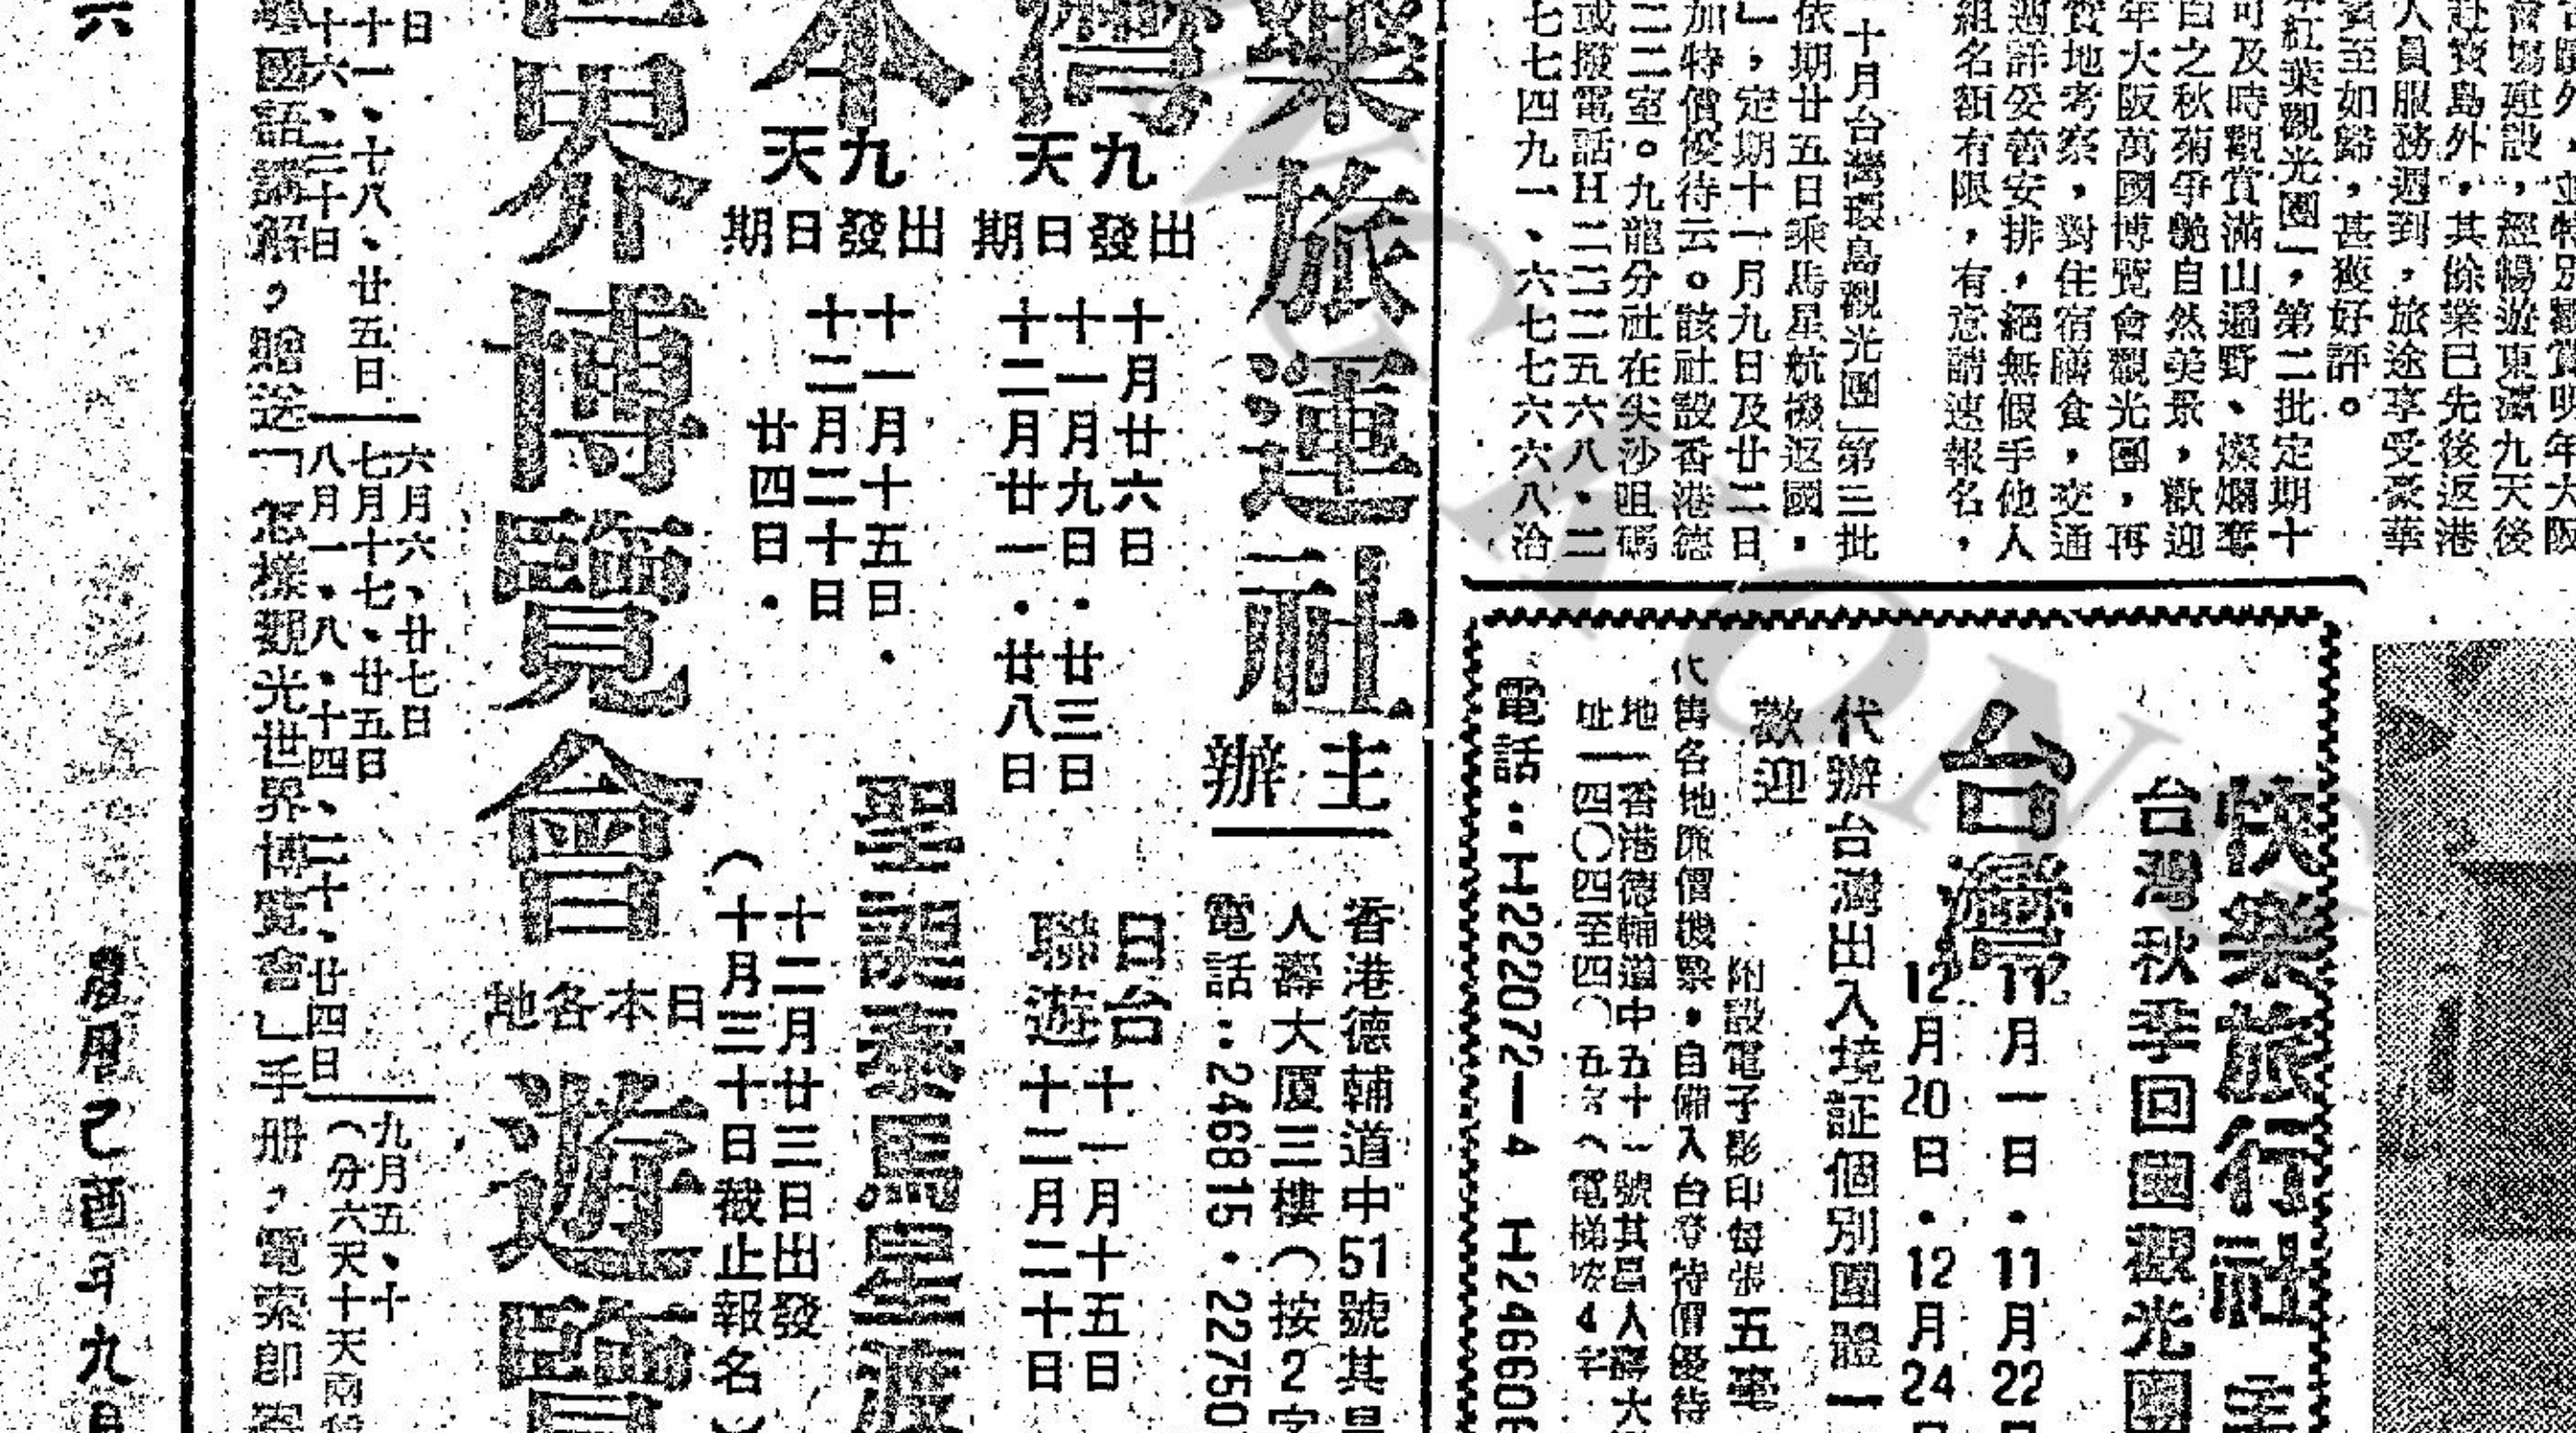 會場建設，經暢遊東瀛九天後
赴寶島外，其餘業已先後返港
人員服務週到，旅途享受豪華
賓至如歸，甚獲好評。
紅葉觀光團」，第二批定期十
可及時觀賞滿山遍野、燦爛奪
白之秋菊爭艷自然美景，歡迎
年大阪萬國博覽會觀光團，再
實地考察，對住宿膳食，交通
週詳妥善安排，絕無假手他人
組名額有限，有意請速報名，
十月台灣環島觀光團」第三批
依期廿五日乘馬星航機返國，
」，定期十一月九日及廿二日
加特價優待云。該社設香港德
二二室。九龍分社在尖沙咀碼
或撥電話H二二二五六八・二
七七四九一、六七七六六八洽
快樂旅行社主
台灣秋季回國觀光團
台灣
11月一日・11月22日
12月20日・12月24日
代辦台灣出入境証個別團體一
歡迎
附設電子影印每張五毫
代售各地廉價機票・自備入台證特價優待
地一香港德輔道中五十一號其昌人壽大
址一四〇四至四〇五
電梯按4字
電話：H222072—4 H246606
樂旅運社
主辦
香港德輔道中51號其昌
人壽大廈三樓（按2字
電話：246815・22750
灣
九天
出發日期
十月廿六日
十一月九日・廿三日
十二月廿一・廿八日
日台聯遊
十一月十五日
十二月二十日
本
九天
出發日期
十一月十五日・
十二月二十日
廿四日・
聖誕泰馬星
十二月廿三日出發
（十月三十日截止報名）
世界博覽會
日本各地
遊覽
日
十一、十八、廿五日
十六、三十日
六月六、廿七日
七月十七、廿五日
八月一、八、十四、二十、廿四日
九月五、十
（分六天十天兩種
國語講解，贈送「怎樣觀光世界博覽會」手册，電索即
六
夏曆己酉年九月
KONG